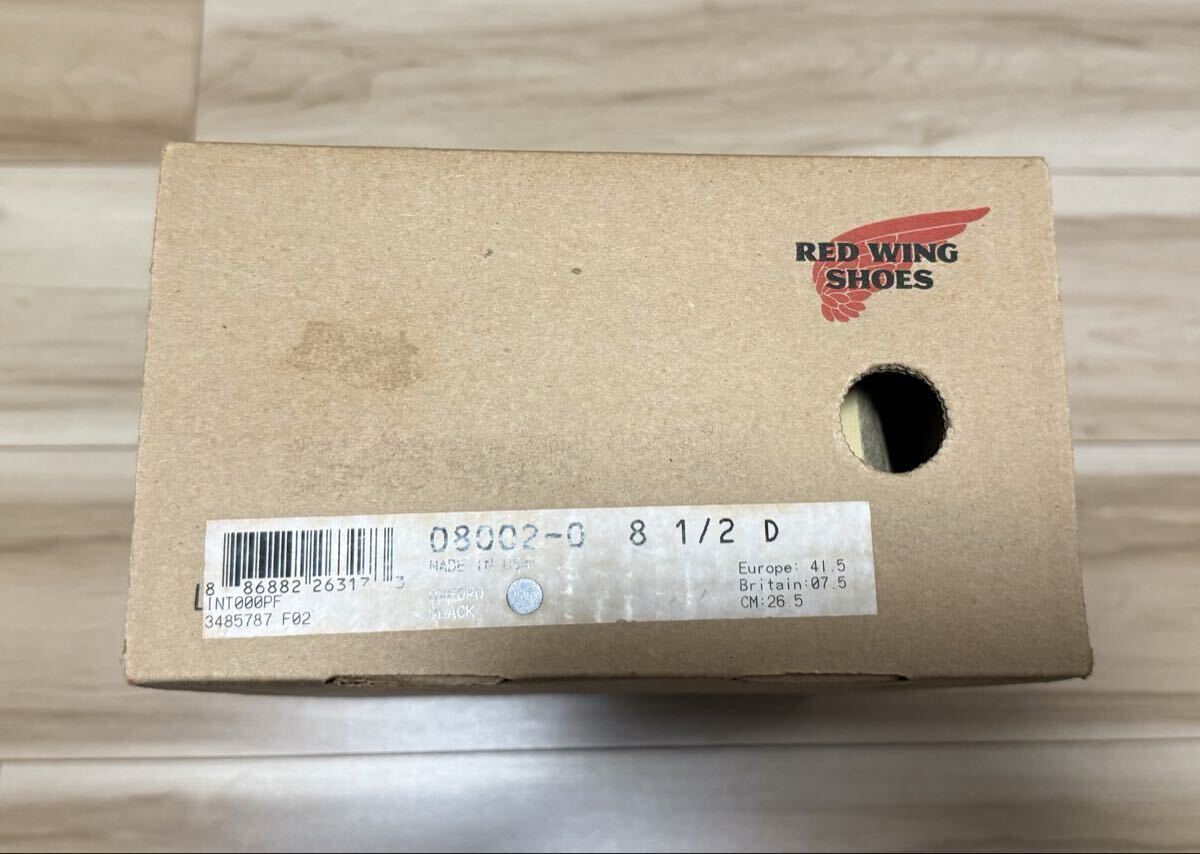 RED WING
SHOES
08002-0 8 1/2 D
MADE IN USA
8 86882 26317 3
INT000PF
3485787 F02
OXFORD
BLACK
Europe: 41.5
Britain:07.5
CM:26.5